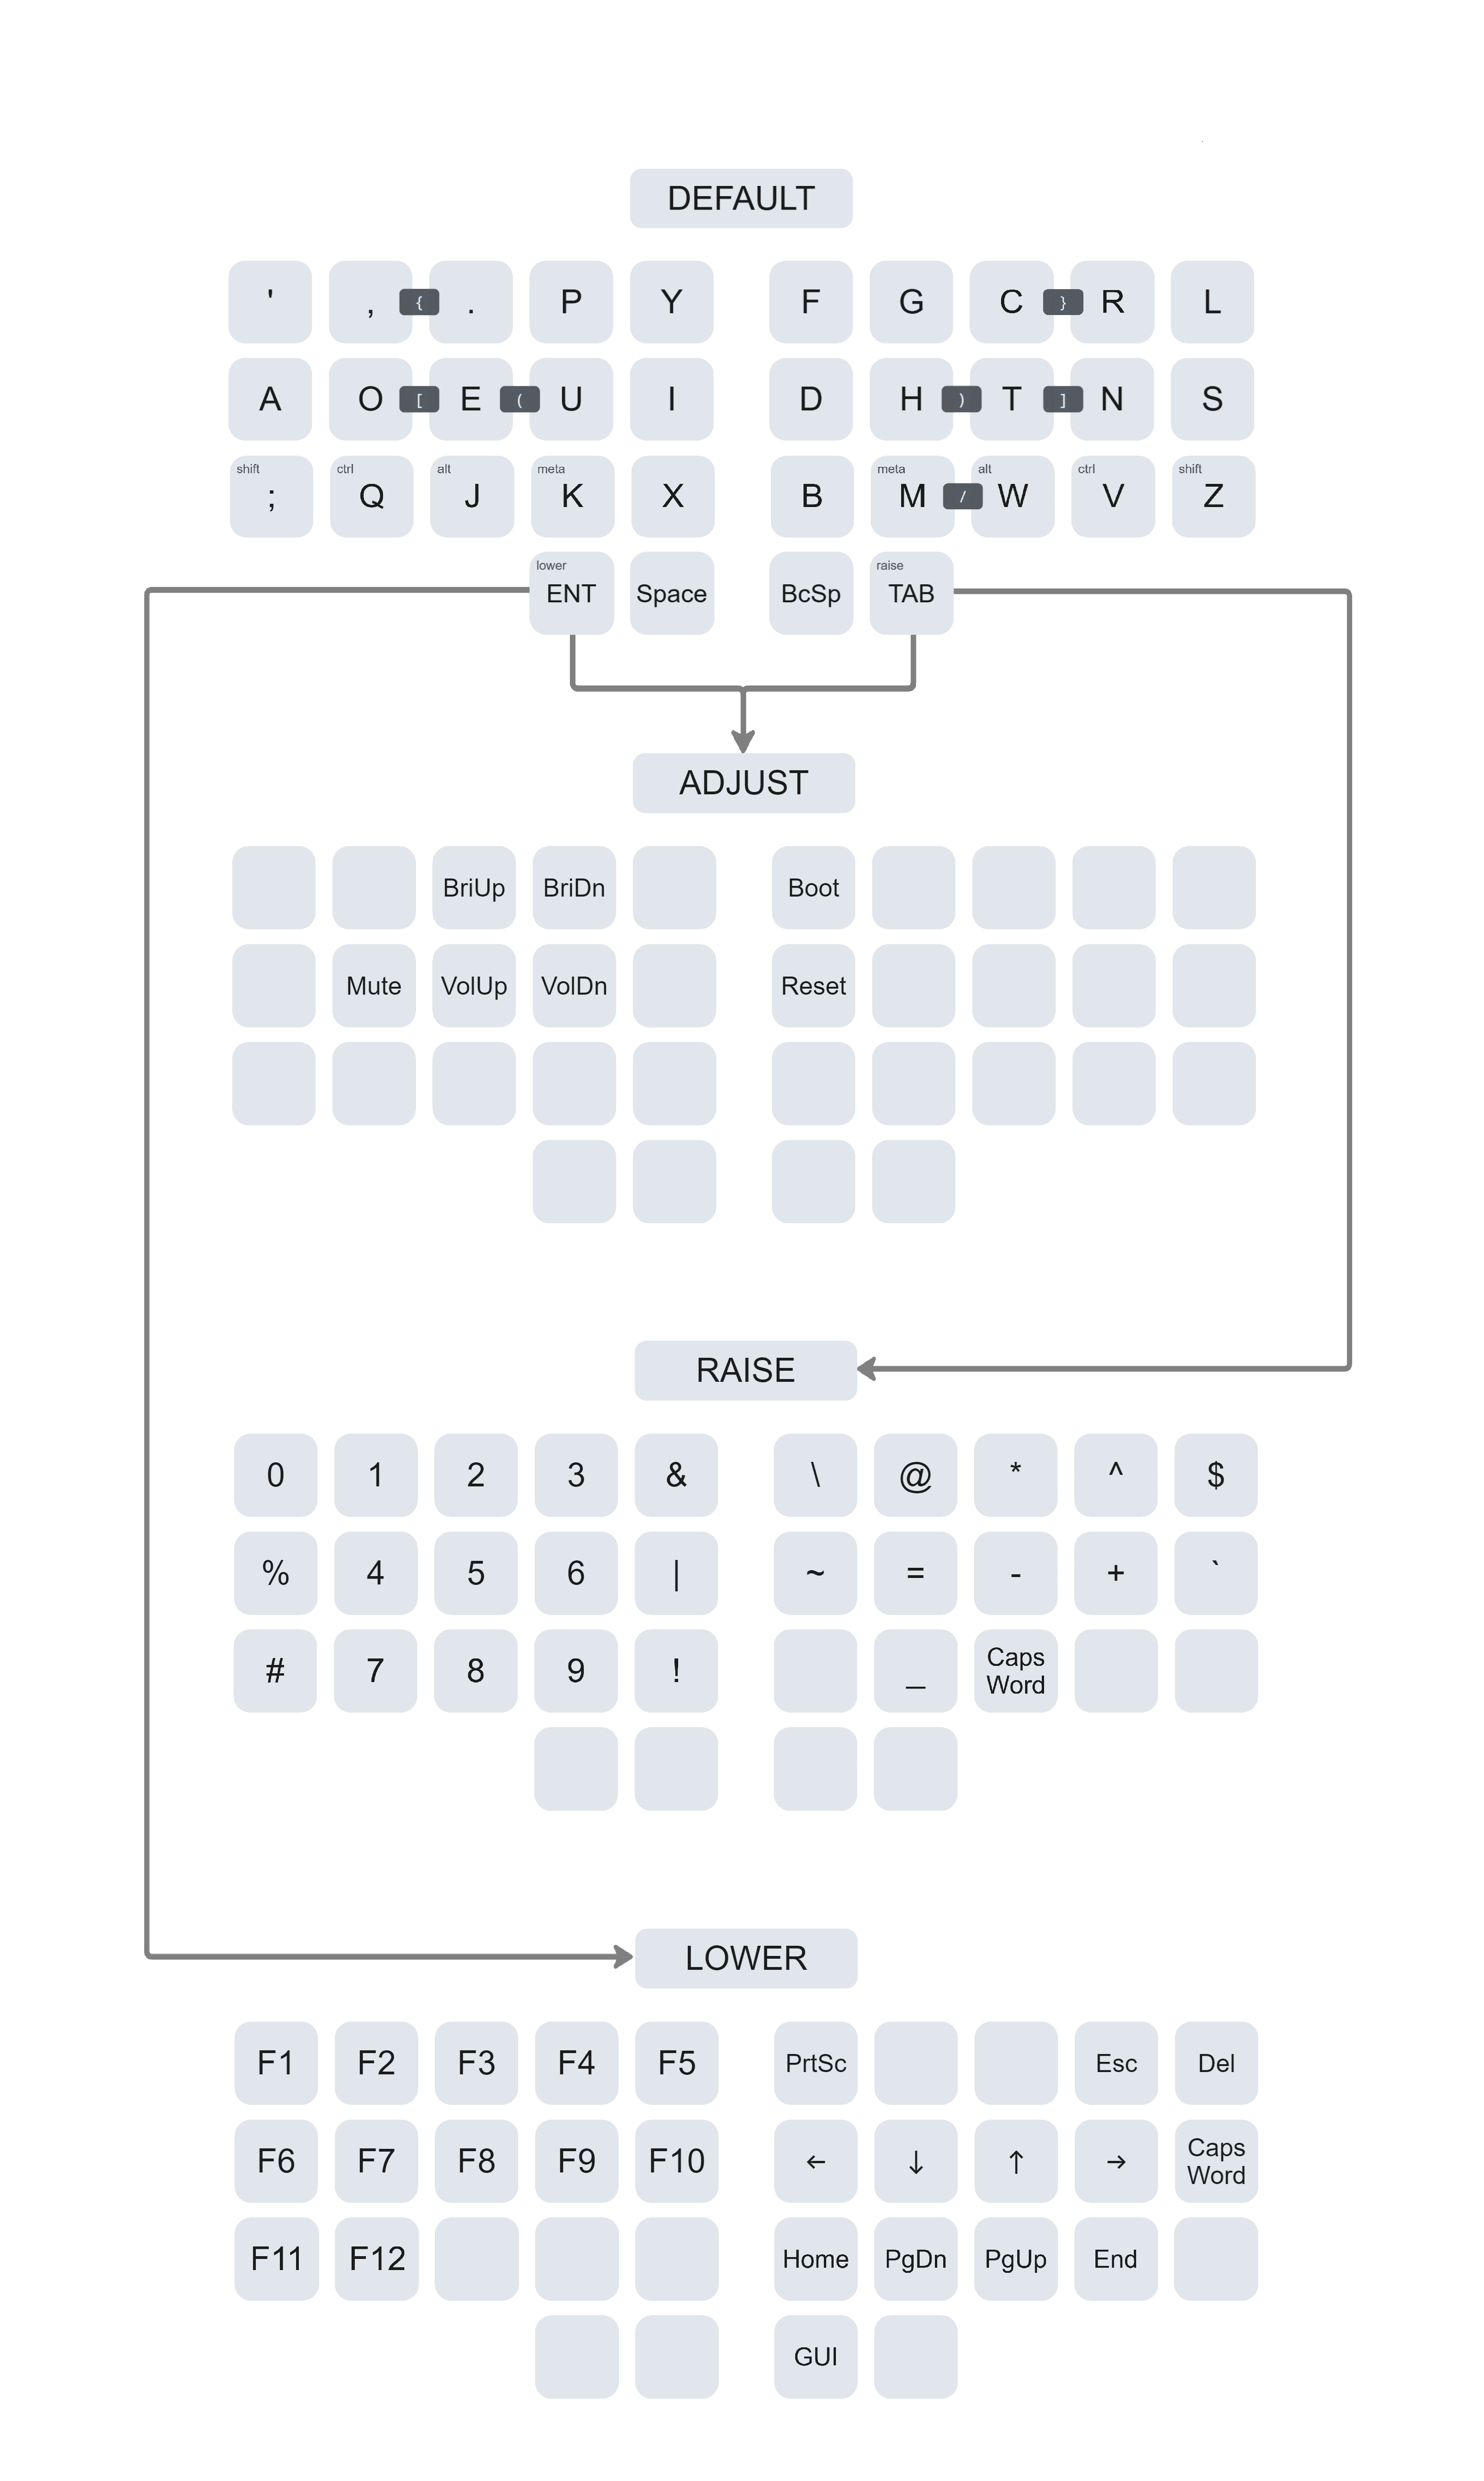 DEFAULT
' , { . P Y F G C } R L
A O [ E ( U I D H ) T ] N S
shift ctrl alt meta meta alt ctrl shift
; Q J K X B M / W V Z
lower raise
ENT Space BcSp TAB
ADJUST
BriUp BriDn Boot
Mute VolUp VolDn Reset
RAISE
0 1 2 3 & \ @ * ^ $
% 4 5 6 | ~ = - + `
# 7 8 9 ! _ Caps
Word
LOWER
F1 F2 F3 F4 F5 PrtSc Esc Del
F6 F7 F8 F9 F10 ← ↓ ↑ → Caps
Word
F11 F12 Home PgDn PgUp End
GUI